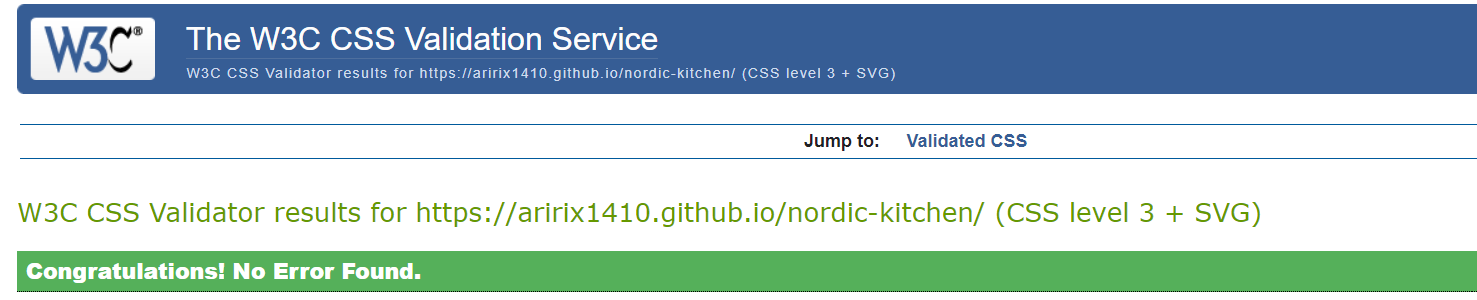 W3C®
The W3C CSS Validation Service
W3C CSS Validator results for https://aririx1410.github.io/nordic-kitchen/ (CSS level 3 + SVG)
Jump to: Validated CSS
W3C CSS Validator results for https://aririx1410.github.io/nordic-kitchen/ (CSS level 3 + SVG)
Congratulations! No Error Found.